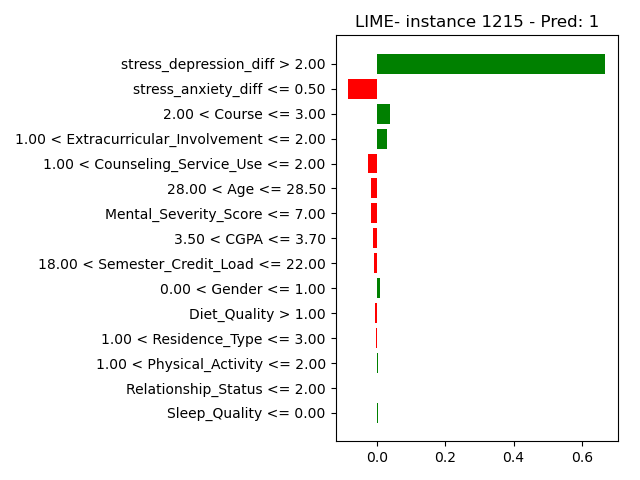 LIME- instance 1215 - Pred: 1
stress_depression_diff > 2.00
stress_anxiety_diff <= 0.50
2.00 < Course <= 3.00
1.00 < Extracurricular_Involvement <= 2.00
1.00 < Counseling_Service_Use <= 2.00
28.00 < Age <= 28.50
Mental_Severity_Score <= 7.00
3.50 < CGPA <= 3.70
18.00 < Semester_Credit_Load <= 22.00
0.00 < Gender <= 1.00
Diet_Quality > 1.00
1.00 < Residence_Type <= 3.00
1.00 < Physical_Activity <= 2.00
Relationship_Status <= 2.00
Sleep_Quality <= 0.00
0.0 0.2 0.4 0.6